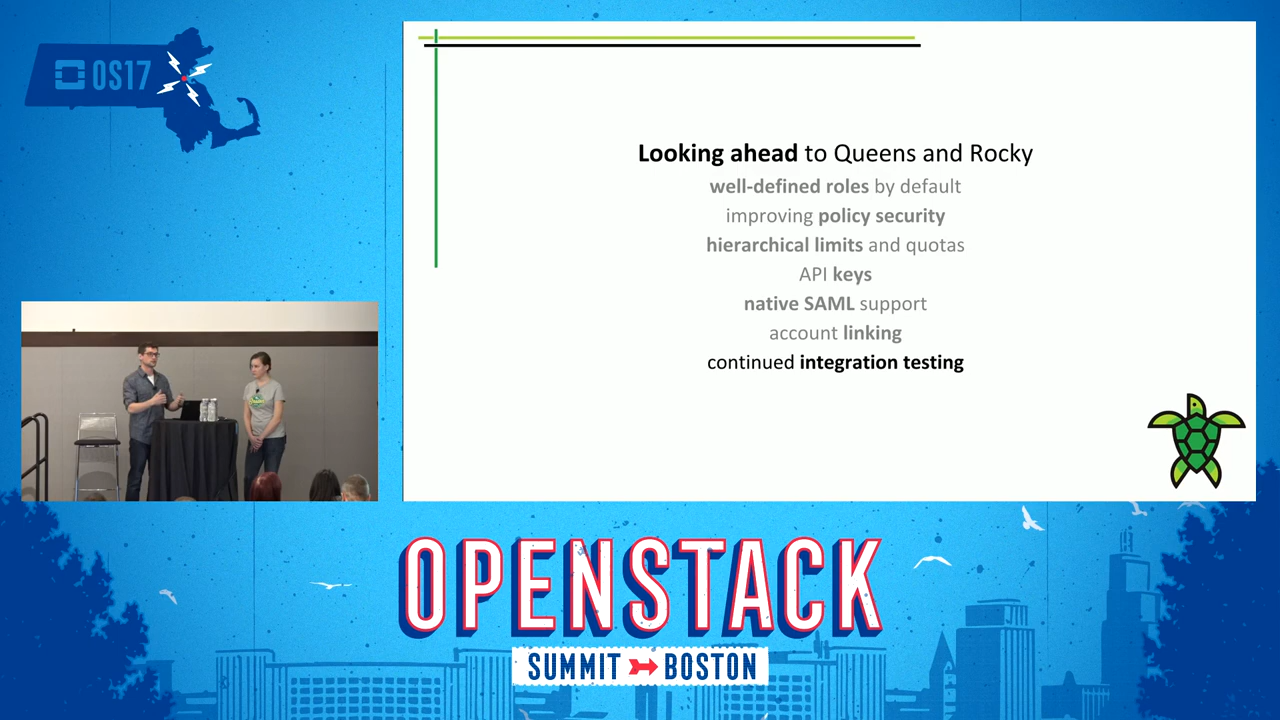 OS17
Looking ahead to Queens and Rocky
well-defined roles by default
improving policy security
hierarchical limits and quotas
API keys
native SAML support
account linking
continued integration testing
OPENSTACK
SUMMIT BOSTON